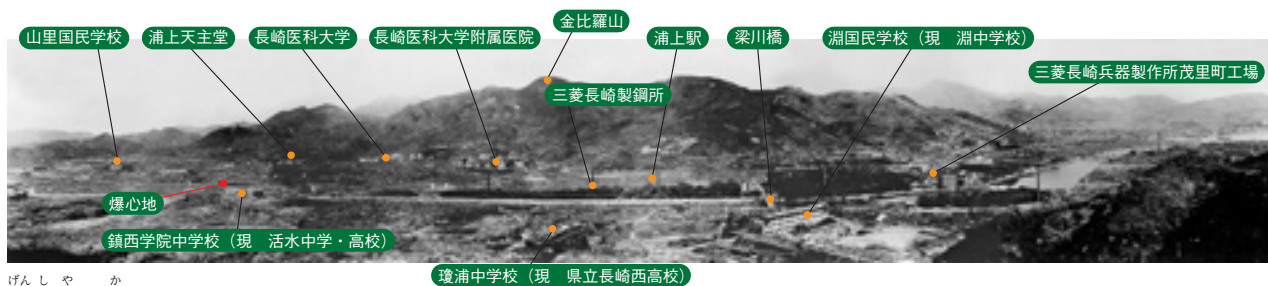 金比羅山
山里国民学校
浦上天主堂
長崎医科大学
長崎医科大学附属医院
浦上駅
梁川橋
淵国民学校（現　淵中学校）
三菱長崎兵器製作所茂里町工場
三菱長崎製鋼所
爆心地
鎮西学院中学校（現　活水中学・高校）
瓊浦中学校（現　県立長崎西高校）
げん し や か